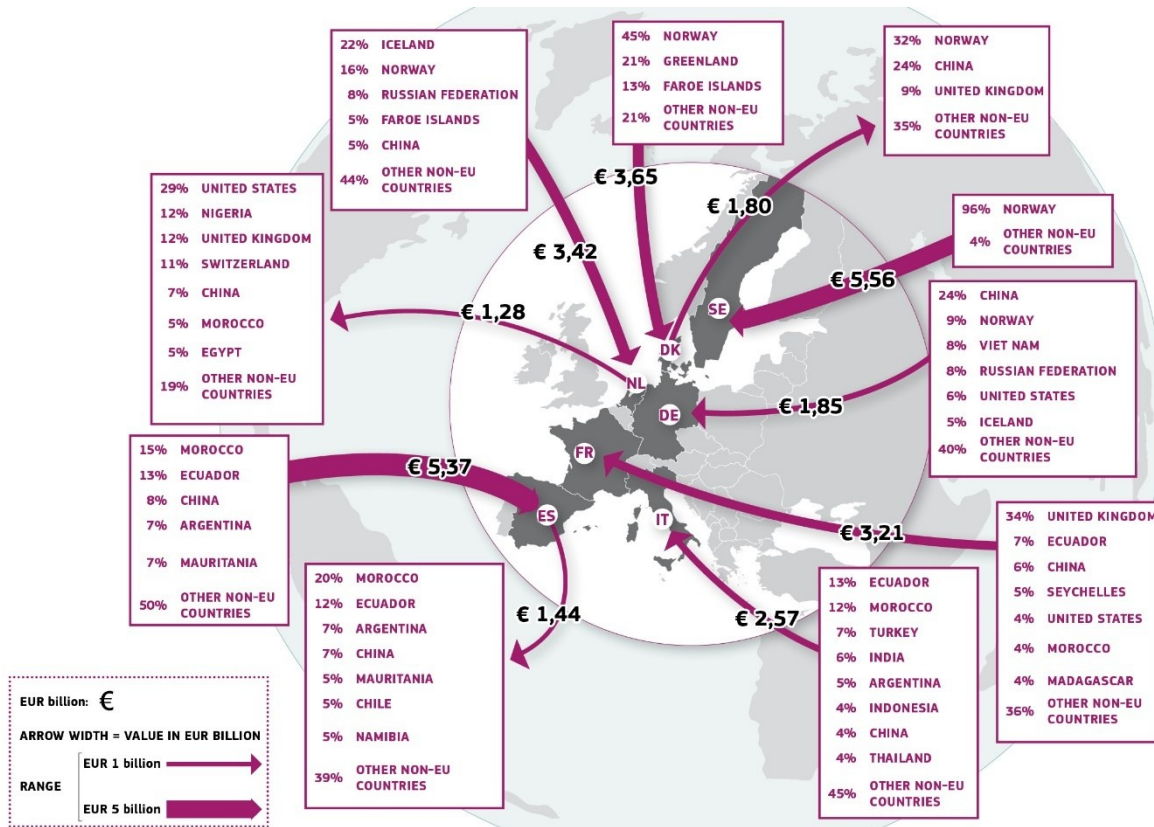 22% ICELAND
16% NORWAY
8% RUSSIAN FEDERATION
5% FAROE ISLANDS
5% CHINA
44% OTHER NON-EU
COUNTRIES
45% NORWAY
21% GREENLAND
13% FAROE ISLANDS
21% OTHER NON-EU
COUNTRIES
32% NORWAY
24% CHINA
9% UNITED KINGDOM
35% OTHER NON-EU
COUNTRIES
29% UNITED STATES
12% NIGERIA
12% UNITED KINGDOM
11% SWITZERLAND
7% CHINA
5% MOROCCO
5% EGYPT
19% OTHER NON-EU
COUNTRIES
96% NORWAY
4% OTHER NON-EU
COUNTRIES
€ 3,65
€ 1,80
€ 3,42
€ 5,56
€ 1,28
SE
DK
NL
DE
€ 1,85
24% CHINA
9% NORWAY
8% VIET NAM
8% RUSSIAN FEDERATION
6% UNITED STATES
5% ICELAND
40% OTHER NON-EU
COUNTRIES
15% MOROCCO
13% ECUADOR
8% CHINA
7% ARGENTINA
7% MAURITANIA
50% OTHER NON-EU
COUNTRIES
€ 5,37
FR
ES
IT
€ 3,21
€ 1,44
€ 2,57
34% UNITED KINGDOM
7% ECUADOR
6% CHINA
5% SEYCHELLES
4% UNITED STATES
4% MOROCCO
4% MADAGASCAR
36% OTHER NON-EU
COUNTRIES
20% MOROCCO
12% ECUADOR
7% ARGENTINA
7% CHINA
5% MAURITANIA
5% CHILE
5% NAMIBIA
39% OTHER NON-EU
COUNTRIES
13% ECUADOR
12% MOROCCO
7% TURKEY
6% INDIA
5% ARGENTINA
4% INDONESIA
4% CHINA
4% THAILAND
45% OTHER NON-EU
COUNTRIES
EUR billion: €
ARROW WIDTH = VALUE IN EUR BILLION
RANGE
EUR 1 billion
EUR 5 billion